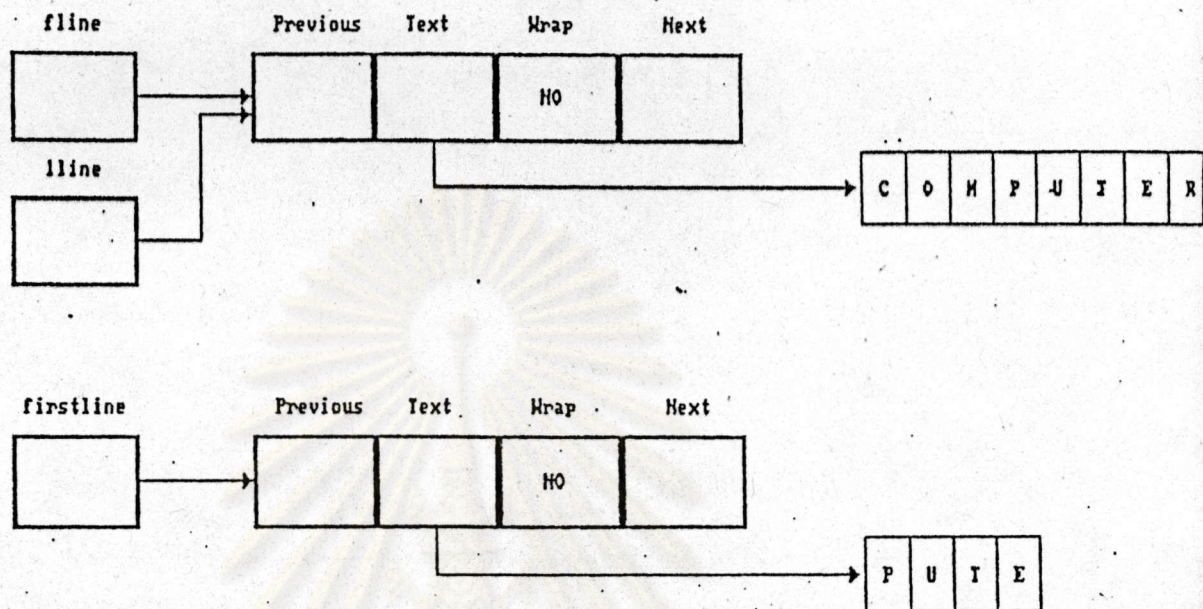 fline Previous Text Wrap Next
NO
lline
C O M P U T E R
firstline Previous Text Wrap Next
NO
P U T E